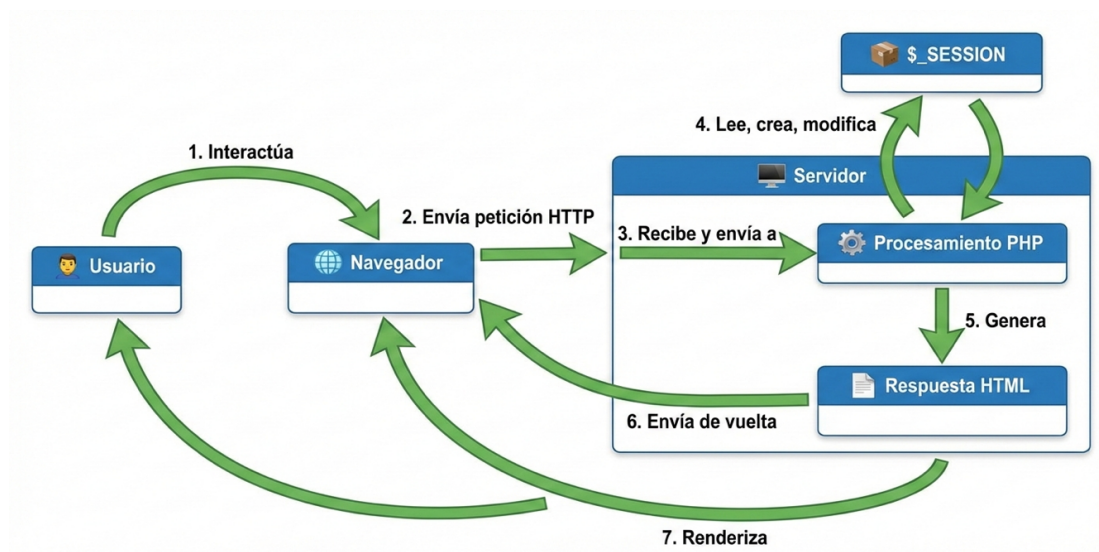 $_SESSION
4. Lee, crea, modifica
1. Interactúa
Servidor
2. Envía petición HTTP
3. Recibe y envía a
Procesamiento PHP
Usuario
Navegador
5. Genera
Respuesta HTML
6. Envía de vuelta
7. Renderiza